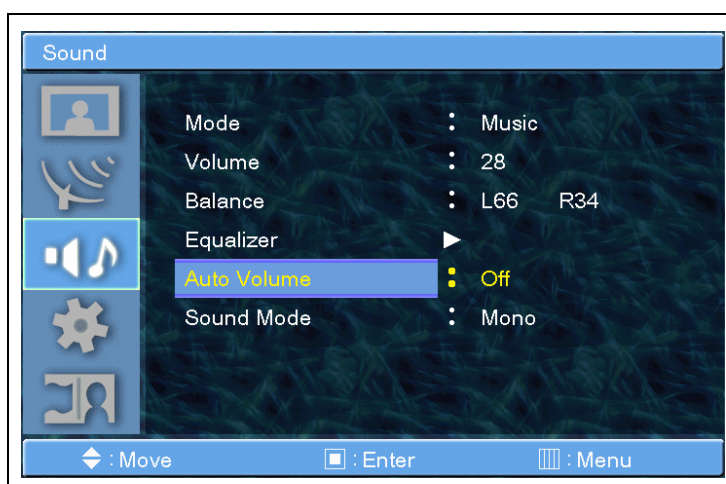 Sound
Mode : Music
Volume : 28
Balance : L66 R34
Equalizer
Auto Volume : Off
Sound Mode : Mono
: Move : Enter : Menu